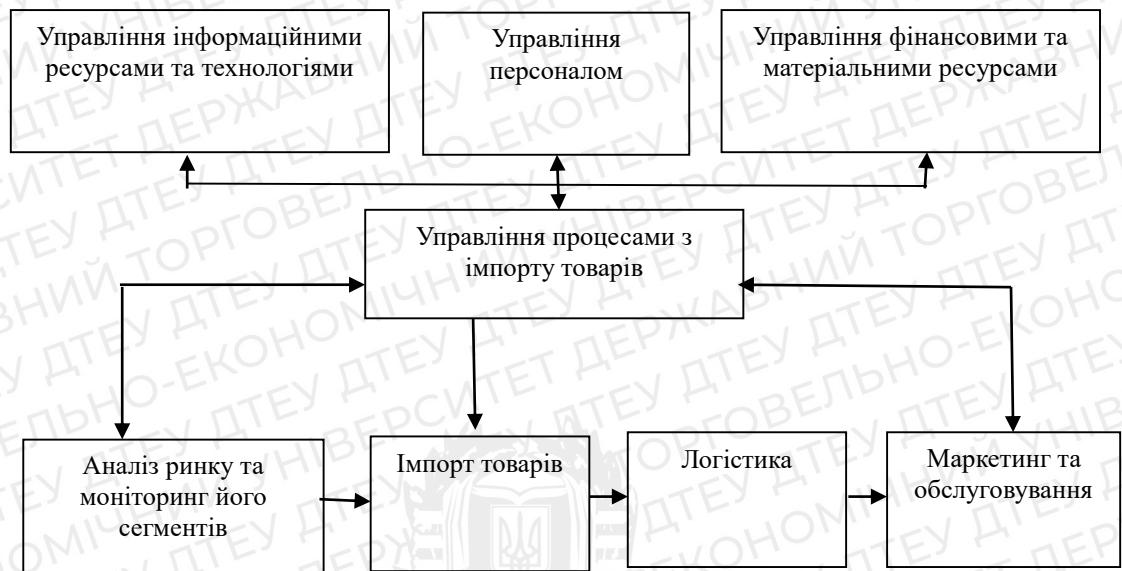 Управління інформаційними
ресурсами та технологіями
Управління
персоналом
Управління фінансовими та
матеріальними ресурсами
Управління процесами з
імпорту товарів
Аналіз ринку та
моніторинг його
сегментів
Імпорт товарів
Логістика
Маркетинг та
обслуговування